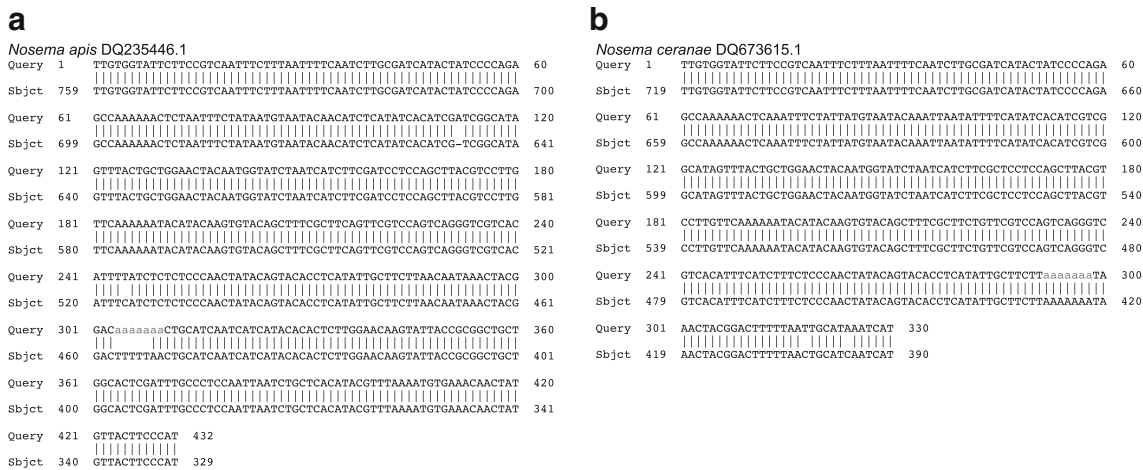 a
Nosema apis DQ235446.1
Query 1 TTGTGGTATTCTTCCGTCAATTTCTTTAATTTTCAATCTTGCGATCATACTATCCCCAGA 60
Sbjct 759 TTGTGGTATTCTTCCGTCAATTTCTTTAATTTTCAATCTTGCGATCATACTATCCCCAGA 700
Query 61 GCCAAAAAACTCTAATTTCTATAATGTAATACAACATCTCATATCACATCGATCGGCATA 120
Sbjct 699 GCCAAAAAACTCTAATTTCTATAATGTAATACAACATCTCATATCACATCG-TCGGCATA 641
Query 121 GTTTACTGCTGGAACTACAATGGTATCTAATCATCTTCGATCCTCCAGCTTACGTCCTTG 180
Sbjct 640 GTTTACTGCTGGAACTACAATGGTATCTAATCATCTTCGATCCTCCAGCTTACGTCCTTG 581
Query 181 TTCAAAAAATACATACAAGTGTACAGCTTTCGCTTCAGTTCGTCCAGTCAGGGTCGTCAC 240
Sbjct 580 TTCAAAAAATACATACAAGTGTACAGCTTTCGCTTCAGTTCGTCCAGTCAGGGTCGTCAC 521
Query 241 ATTTTATCTCTCTCCCAACTATACAGTACACCTCATATTGCTTCTTAACAATAAACTACG 300
Sbjct 520 ATTTCATCTCTCTCCCAACTATACAGTACACCTCATATTGCTTCTTAACAATAAACTACG 461
Query 301 GACaaaaaaaCTGCATCAATCATCATACACACTCTTGGAACAAGTATTACCGCGGCTGCT 360
Sbjct 460 GACTTTTTAACTGCATCAATCATCATACACACTCTTGGAACAAGTATTACCGCGGCTGCT 401
Query 361 GGCACTCGATTTGCCCTCCAATTAATCTGCTCACATACGTTTAAAATGTGAAACAACTAT 420
Sbjct 400 GGCACTCGATTTGCCCTCCAATTAATCTGCTCACATACGTTTAAAATGTGAAACAACTAT 341
Query 421 GTTACTTCCCAT 432
Sbjct 340 GTTACTTCCCAT 329
b
Nosema ceranae DQ673615.1
Query 1 TTGTGGTATTCTTCCGTCAATTTCTTTAATTTTCAATCTTGCGATCATACTATCCCCAGA 60
Sbjct 719 TTGTGGTATTCTTCCGTCAATTTCTTTAATTTTCAATCTTGCGATCATACTATCCCCAGA 660
Query 61 GCCAAAAAACTCAAATTTCTATTATGTAATACAAATTAATATTTTCATATCACATCGTCG 120
Sbjct 659 GCCAAAAAACTCAAATTTCTATTATGTAATACAAATTAATATTTTCATATCACATCGTCG 600
Query 121 GCATAGTTTACTGCTGGAACTACAATGGTATCTAATCATCTTCGCTCCTCCAGCTTACGT 180
Sbjct 599 GCATAGTTTACTGCTGGAACTACAATGGTATCTAATCATCTTCGCTCCTCCAGCTTACGT 540
Query 181 CCTTGTTCAAAAAATACATACAAGTGTACAGCTTTCGCTTCTGTTCGTCCAGTCAGGGTC 240
Sbjct 539 CCTTGTTCAAAAAATACATACAAGTGTACAGCTTTCGCTTCTGTTCGTCCAGTCAGGGTC 480
Query 241 GTCACATTTCATCTTTCTCCCAACTATACAGTACACCTCATATTGCTTCTTaaaaaaaTA 300
Sbjct 479 GTCACATTTCATCTTTCTCCCAACTATACAGTACACCTCATATTGCTTCTTAAAAAAATA 420
Query 301 AACTACGGACTTTTTAATTGCATAAATCAT 330
Sbjct 419 AACTACGGACTTTTTAACTGCATCAATCAT 390